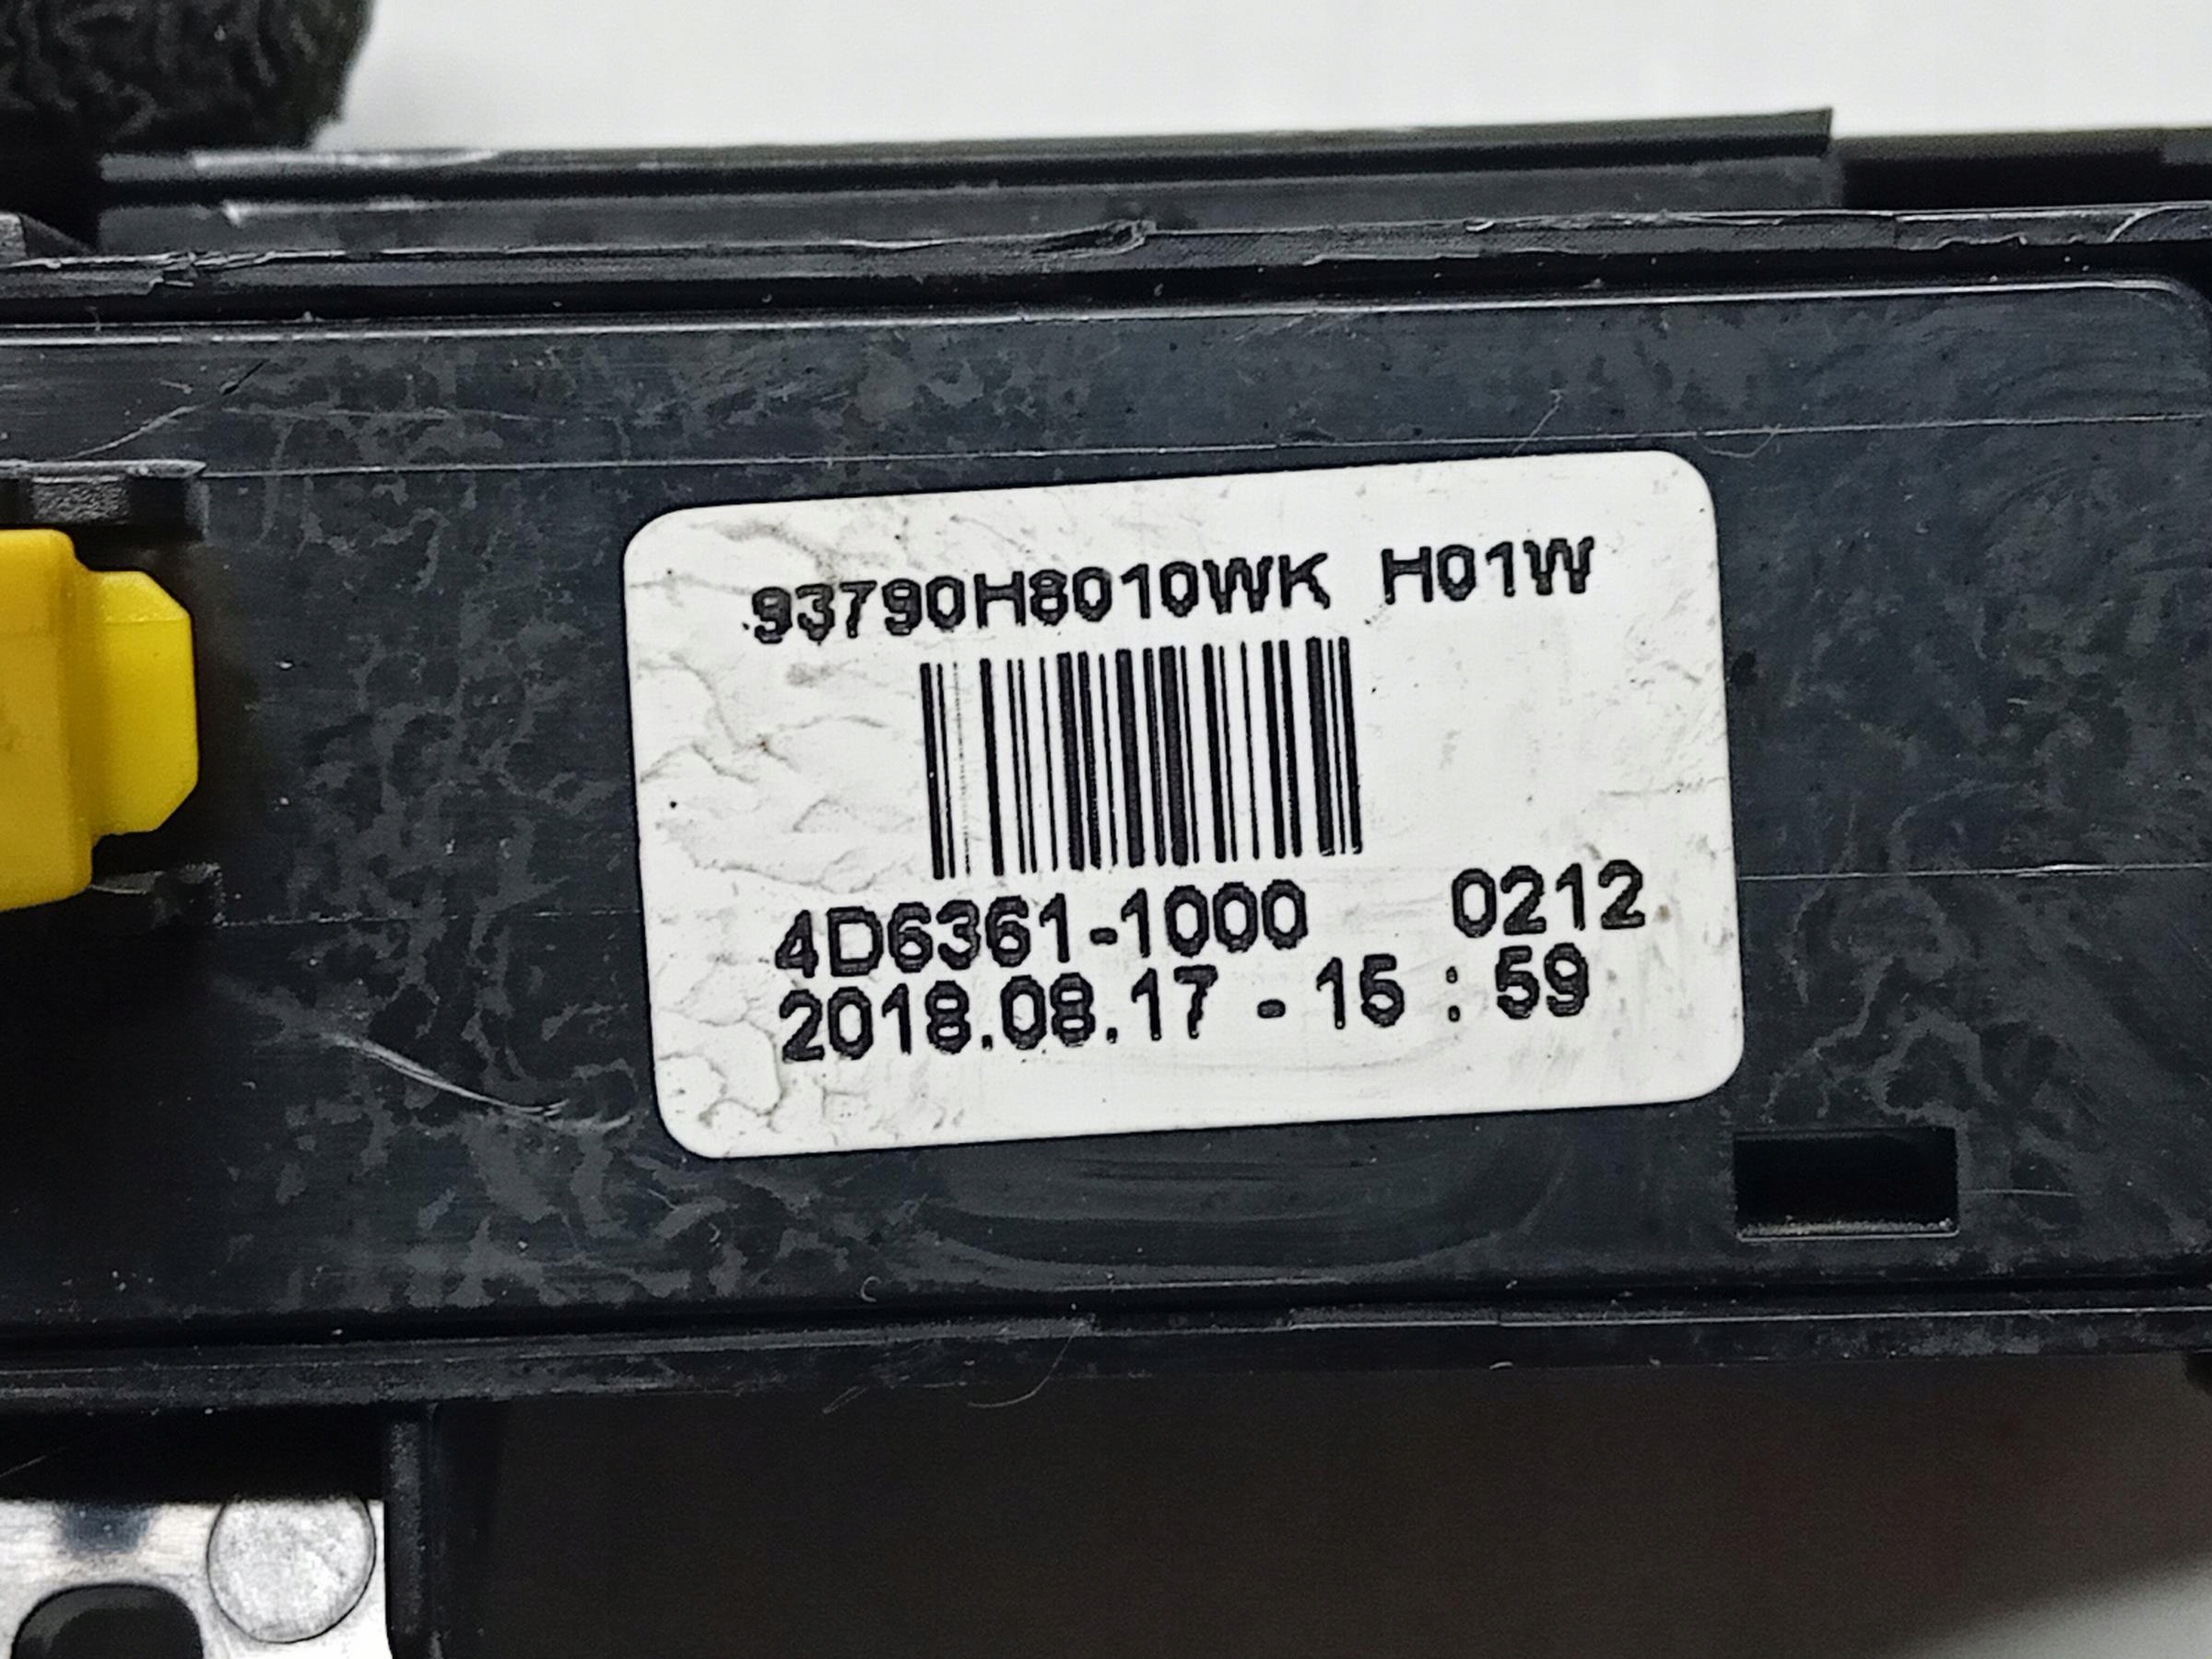 93790H8010WK H01W
4D6361-1000 0212
2018.08.17 - 15 : 59